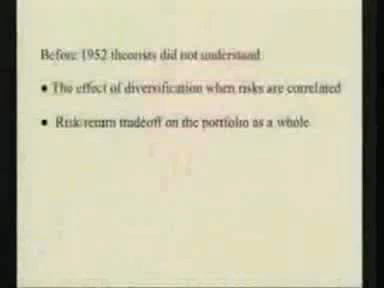 Before 1952 theorists did not understand
• The effect of diversification when risks are correlated
• Risk/return tradeoff on the portfolio as a whole